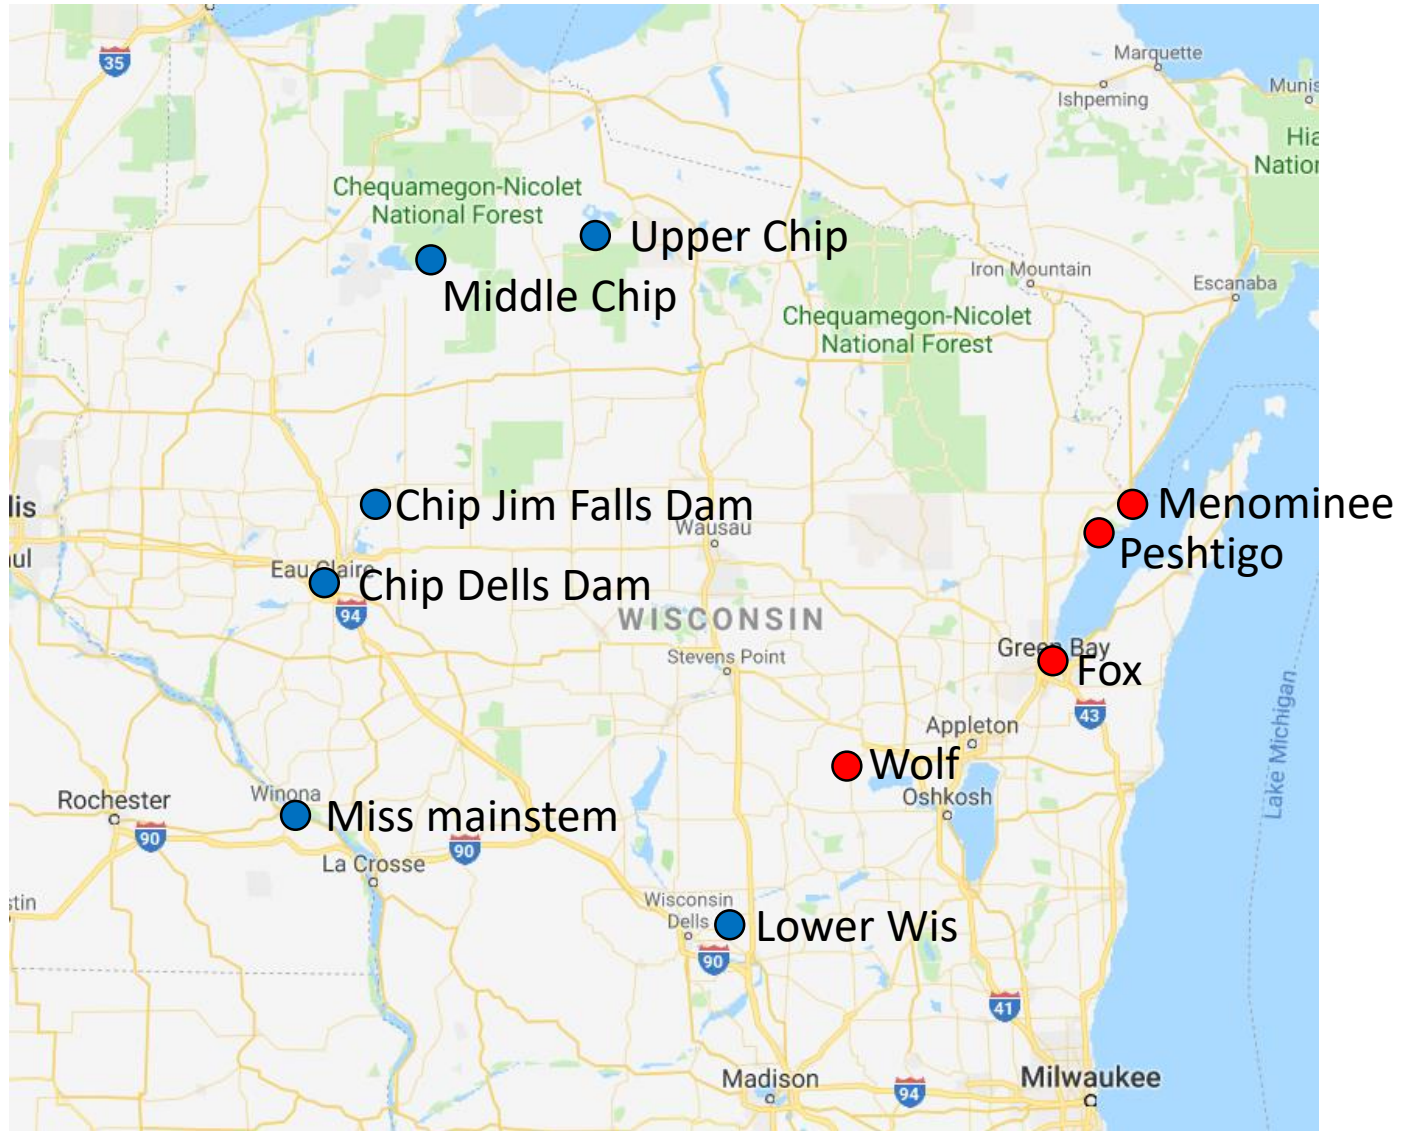 Marquette
35
Munis
Ishpeming
Hia
Nation
Chequamegon-Nicolet
National Forest
Upper Chip
Middle Chip
Iron Mountain
Escanaba
Chequamegon-Nicolet
National Forest
lis
Chip Jim Falls Dam
Menominee
Wausau
Peshtigo
ul
Eau Claire
Chip Dells Dam
94
WISCONSIN
Stevens Point
Green Bay
Fox
43
Appleton
Wolf
Lake Michigan
Rochester
Winona
Oshkosh
90
Miss mainstem
La Crosse
90
stin
Wisconsin
Dells
Lower Wis
90
41
Madison
Milwaukee
94